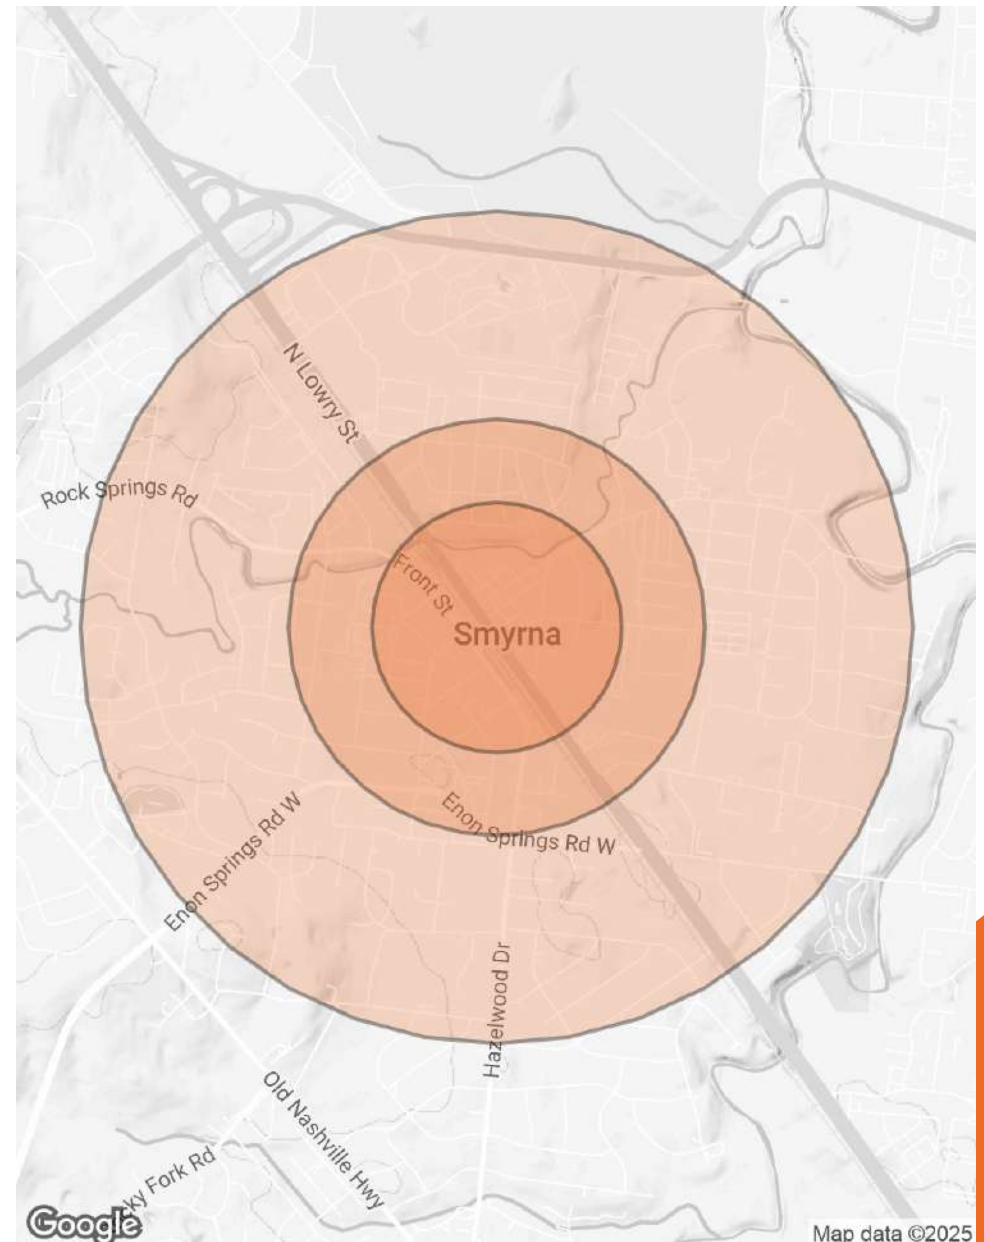 N Lowry St
Rock Springs Rd
Front St
Smyrna
Enon Springs Rd W
Enon Springs Rd W
Hazelwood Dr
Old Nashville Hwy
ky Fork Rd
Google
Map data ©2025